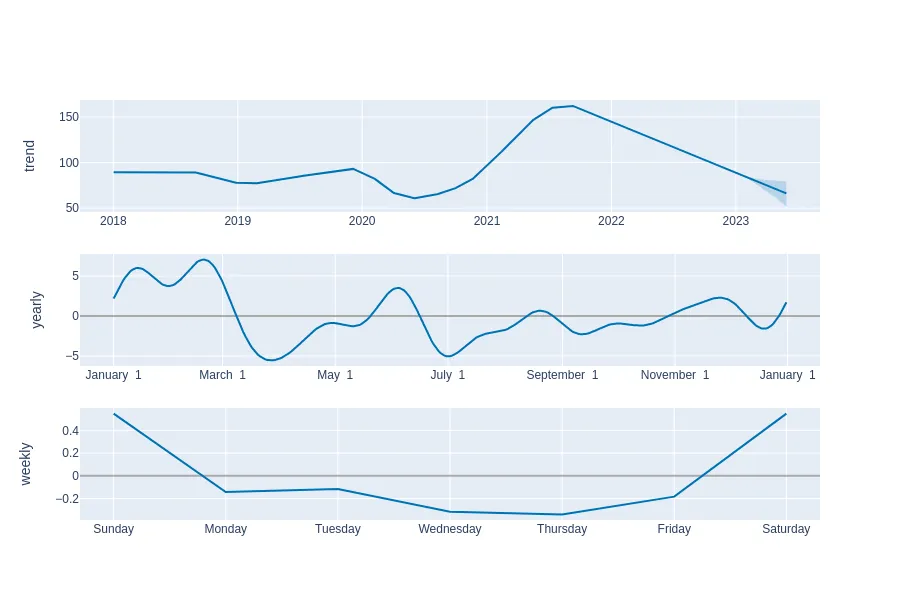 trend
150
100
50
2018 2019 2020 2021 2022 2023
yearly
5
0
−5
January 1 March 1 May 1 July 1 September 1 November 1 January 1
weekly
0.4
0.2
0
−0.2
Sunday Monday Tuesday Wednesday Thursday Friday Saturday